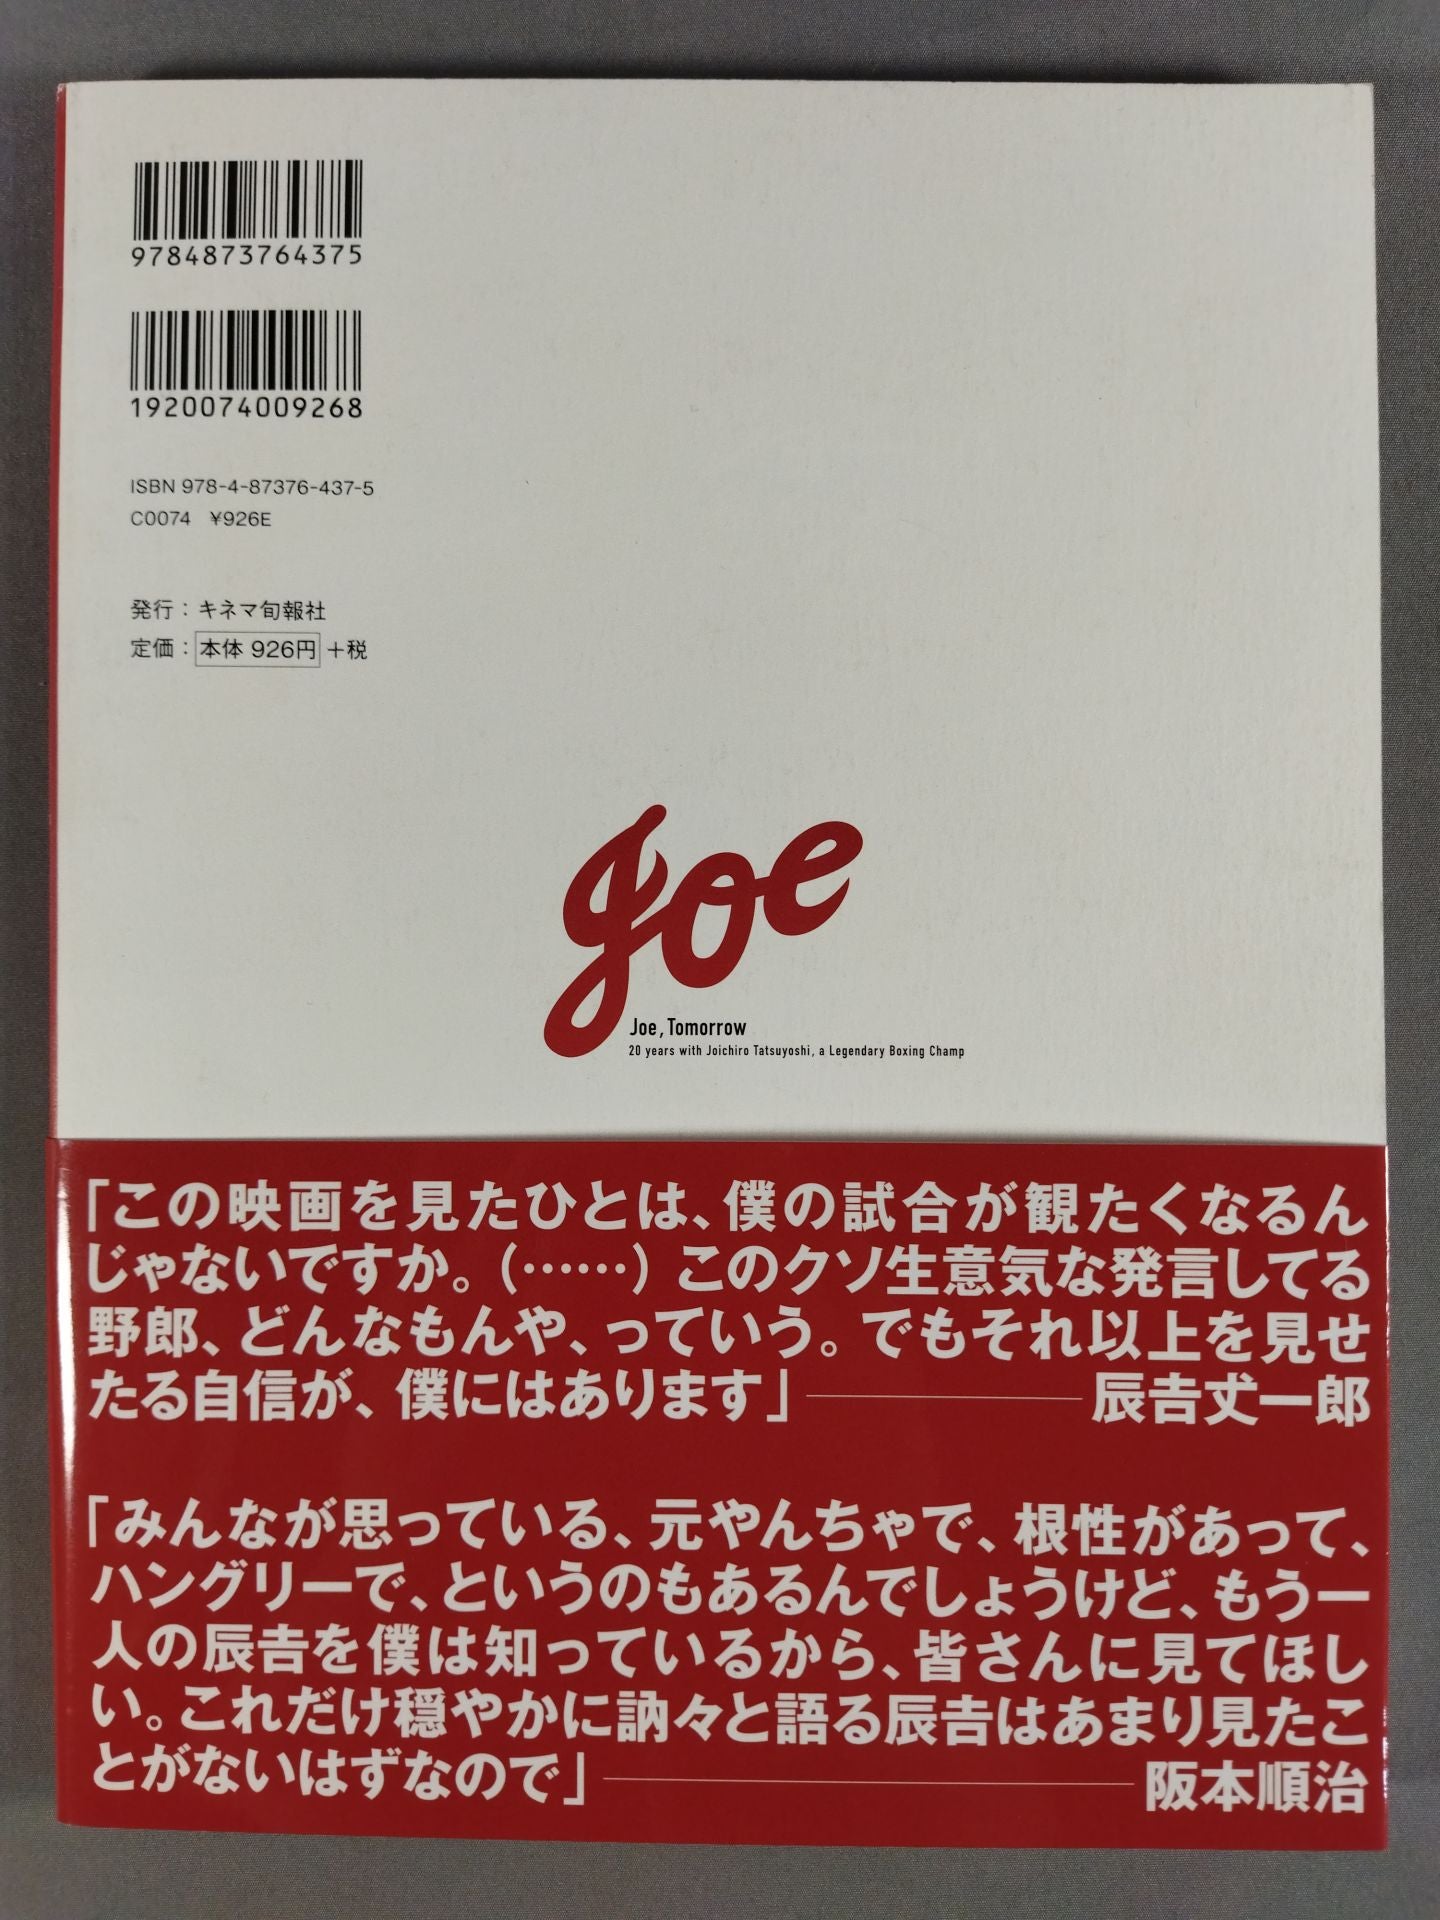 9784873764375
1920074009268
ISBN 978-4-87376-437-5
C0074 ¥926E
発行：キネマ旬報社
定価：本体 926円+税
Joe
Joe, Tomorrow
20 years with Joichiro Tatsuyoshi, a Legendary Boxing Champ
「この映画を見たひとは、僕の試合が観たくなるん
じゃないですか。（……）このクソ生意気な発言してる
野郎、どんなもんや、っていう。でもそれ以上を見せ
たる自信が、僕にはあります」——辰𠮷丈一郎
「みんなが思っている、元やんちゃで、根性があって、
ハングリーで、というのもあるんでしょうけど、もう一
人の辰𠮷を僕は知っているから、皆さんに見てほし
い。これだけ穏やかに訥々と語る辰𠮷はあまり見たこ
とがないはずなので」——阪本順治